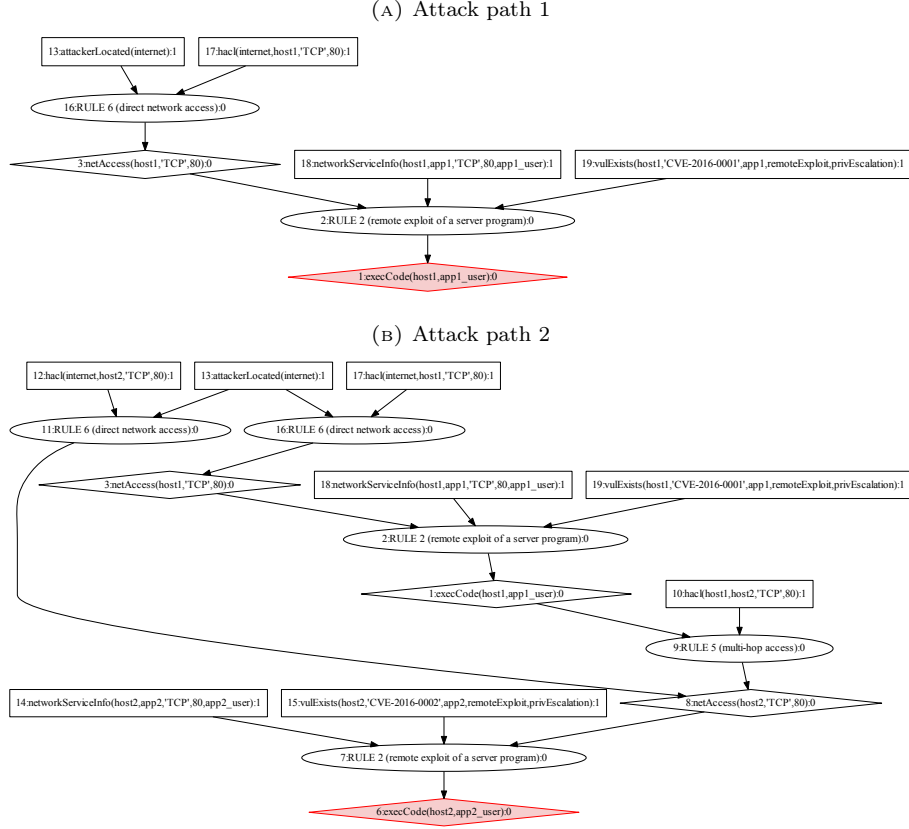 (A) Attack path 1
13:attackerLocated(internet):1
17:hacl(internet,host1,'TCP',80):1
16:RULE 6 (direct network access):0
3:netAccess(host1,'TCP',80):0
18:networkServiceInfo(host1,app1,'TCP',80,app1_user):1
19:vulExists(host1,'CVE-2016-0001',app1,remoteExploit,privEscalation):1
2:RULE 2 (remote exploit of a server program):0
1:execCode(host1,app1_user):0
(B) Attack path 2
12:hacl(internet,host2,'TCP',80):1
13:attackerLocated(internet):1
17:hacl(internet,host1,'TCP',80):1
11:RULE 6 (direct network access):0
16:RULE 6 (direct network access):0
3:netAccess(host1,'TCP',80):0
18:networkServiceInfo(host1,app1,'TCP',80,app1_user):1
19:vulExists(host1,'CVE-2016-0001',app1,remoteExploit,privEscalation):1
2:RULE 2 (remote exploit of a server program):0
1:execCode(host1,app1_user):0
10:hacl(host1,host2,'TCP',80):1
9:RULE 5 (multi-hop access):0
14:networkServiceInfo(host2,app2,'TCP',80,app2_user):1
15:vulExists(host2,'CVE-2016-0002',app2,remoteExploit,privEscalation):1
8:netAccess(host2,'TCP',80):0
7:RULE 2 (remote exploit of a server program):0
6:execCode(host2,app2_user):0